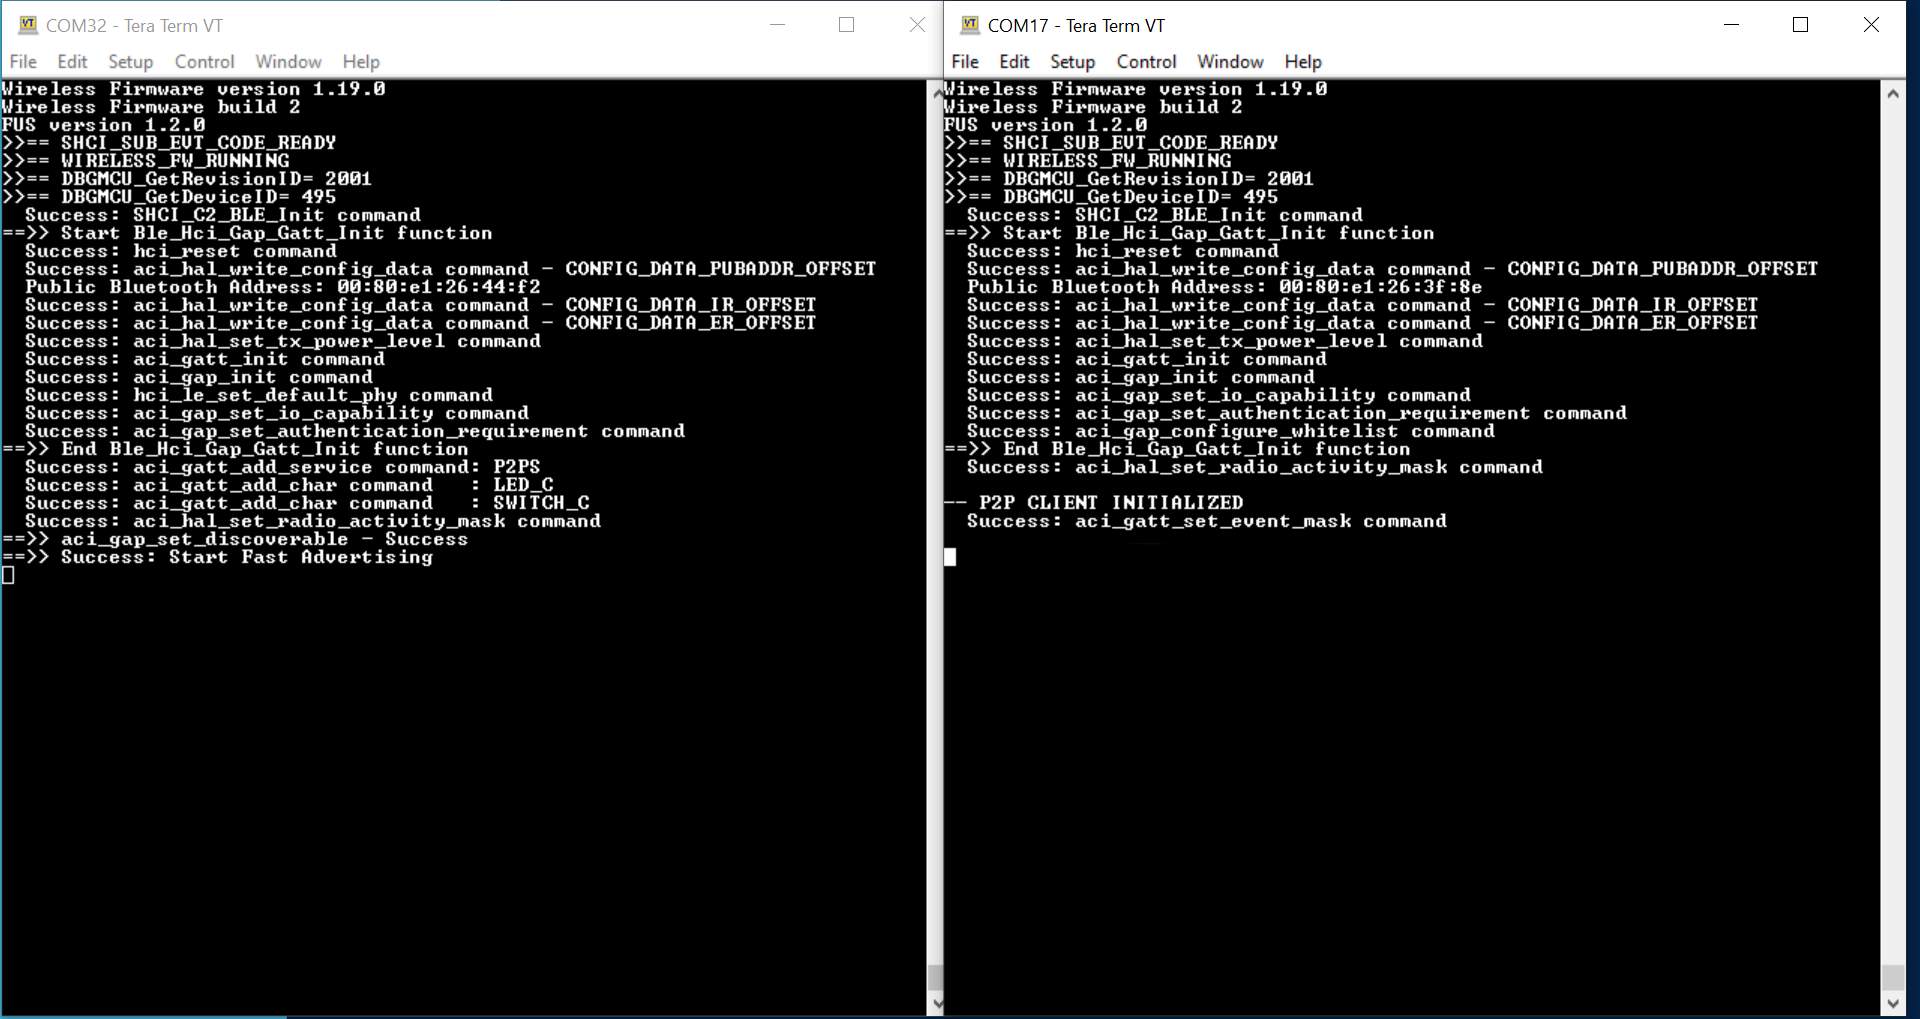 COM32 - Tera Term VT
File Edit Setup Control Window Help
Wireless Firmware version 1.19.0
Wireless Firmware build 2
FUS version 1.2.0
>>== SHCI_SUB_EVT_CODE_READY
>>== WIRELESS_FW_RUNNING
>>== DBGMCU_GetRevisionID= 2001
>>== DBGMCU_GetDeviceID= 495
  Success: SHCI_C2_BLE_Init command
==>> Start Ble_Hci_Gap_Gatt_Init function
  Success: hci_reset command
  Success: aci_hal_write_config_data command - CONFIG_DATA_PUBADDR_OFFSET
  Public Bluetooth Address: 00:80:e1:26:44:f2
  Success: aci_hal_write_config_data command - CONFIG_DATA_IR_OFFSET
  Success: aci_hal_write_config_data command - CONFIG_DATA_ER_OFFSET
  Success: aci_hal_set_tx_power_level command
  Success: aci_gatt_init command
  Success: aci_gap_init command
  Success: hci_le_set_default_phy command
  Success: aci_gap_set_io_capability command
  Success: aci_gap_set_authentication_requirement command
==>> End Ble_Hci_Gap_Gatt_Init function
  Success: aci_gatt_add_service command: P2PS
  Success: aci_gatt_add_char command   : LED_C
  Success: aci_gatt_add_char command   : SWITCH_C
  Success: aci_hal_set_radio_activity_mask command
==>> aci_gap_set_discoverable - Success
==>> Success: Start Fast Advertising
COM17 - Tera Term VT
File Edit Setup Control Window Help
Wireless Firmware version 1.19.0
Wireless Firmware build 2
FUS version 1.2.0
>>== SHCI_SUB_EVT_CODE_READY
>>== WIRELESS_FW_RUNNING
>>== DBGMCU_GetRevisionID= 2001
>>== DBGMCU_GetDeviceID= 495
  Success: SHCI_C2_BLE_Init command
==>> Start Ble_Hci_Gap_Gatt_Init function
  Success: hci_reset command
  Success: aci_hal_write_config_data command - CONFIG_DATA_PUBADDR_OFFSET
  Public Bluetooth Address: 00:80:e1:26:3f:8e
  Success: aci_hal_write_config_data command - CONFIG_DATA_IR_OFFSET
  Success: aci_hal_write_config_data command - CONFIG_DATA_ER_OFFSET
  Success: aci_hal_set_tx_power_level command
  Success: aci_gatt_init command
  Success: aci_gap_init command
  Success: aci_gap_set_io_capability command
  Success: aci_gap_set_authentication_requirement command
  Success: aci_gap_configure_whitelist command
==>> End Ble_Hci_Gap_Gatt_Init function
  Success: aci_hal_set_radio_activity_mask command
-- P2P CLIENT INITIALIZED
  Success: aci_gatt_set_event_mask command